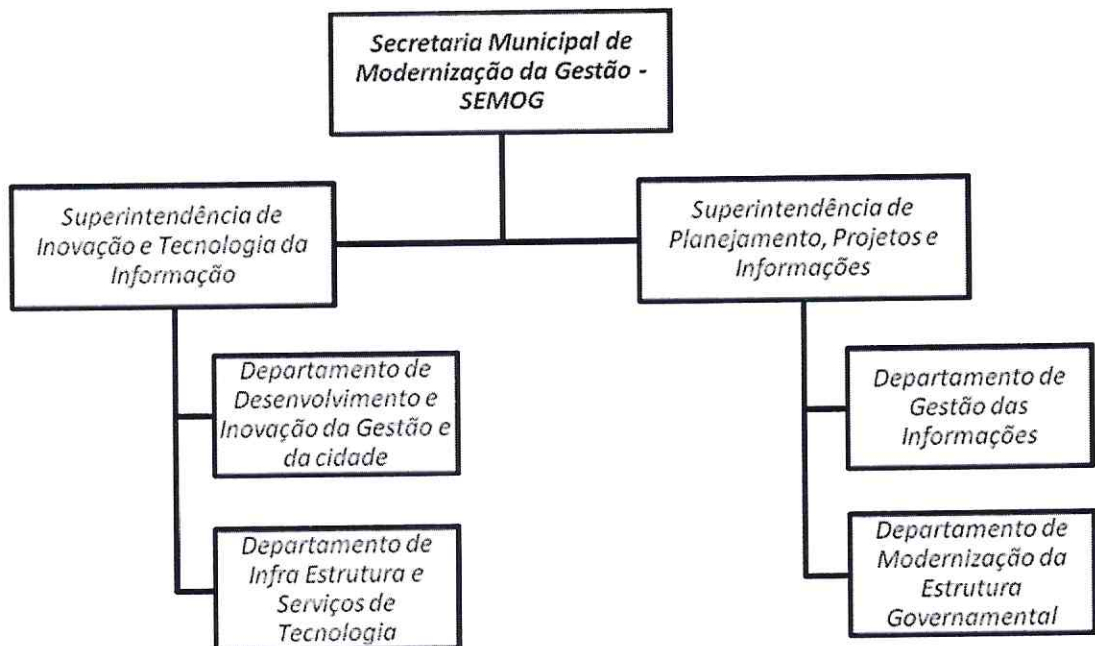 Secretaria Municipal de
Modernização da Gestão -
SEMOG
Superintendência de
Inovação e Tecnologia da
Informação
Superintendência de
Planejamento, Projetos e
Informações
Departamento de
Desenvolvimento e
Inovação da Gestão e
da cidade
Departamento de
Gestão das
Informações
Departamento de
Infra Estrutura e
Serviços de
Tecnologia
Departamento de
Modernização da
Estrutura
Governamental